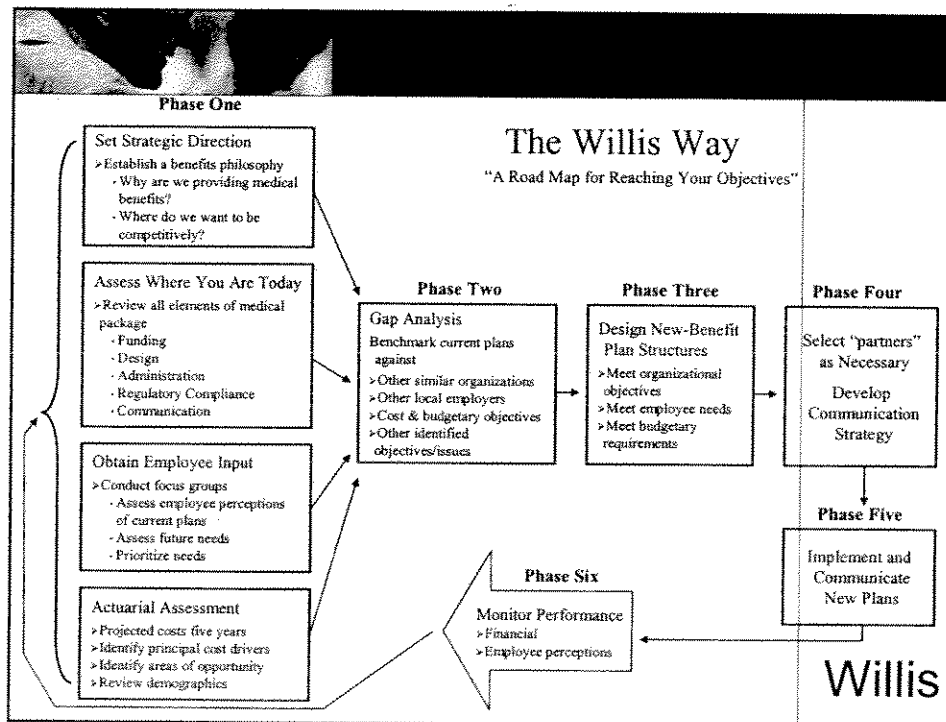 Phase One
Set Strategic Direction
➢Establish a benefits philosophy
- Why are we providing medical
benefits?
- Where do we want to be
competitively?
Assess Where You Are Today
➢Review all elements of medical
package
- Funding
- Design
- Administration
- Regulatory Compliance
- Communication
Obtain Employee Input
➢Conduct focus groups
- Assess employee perceptions
of current plans
- Assess future needs
- Prioritize needs
Actuarial Assessment
➢Projected costs five years
➢Identify principal cost drivers
➢Identify areas of opportunity
➢Review demographics
The Willis Way
"A Road Map for Reaching Your Objectives"
Phase Two
Gap Analysis
Benchmark current plans
against
➢Other similar organizations
➢Other local employers
➢Cost & budgetary objectives
➢Other identified
objectives/issues
Phase Three
Design New-Benefit
Plan Structures
➢Meet organizational
objectives
➢Meet employee needs
➢Meet budgetary
requirements
Phase Four
Select "partners"
as Necessary
Develop
Communication
Strategy
Phase Five
Implement and
Communicate
New Plans
Phase Six
Monitor Performance
➢Financial
➢Employee perceptions
Willis